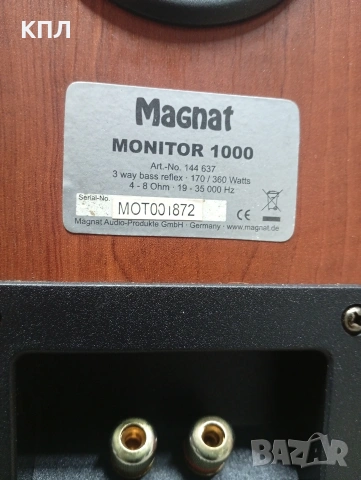 КПЛ
Magnat
MONITOR 1000
Art.-No. 144 637
3 way bass reflex · 170 / 360 Watts
4 - 8 Ohm · 19 - 35 000 Hz
Serial-No.
MOT001872
Magnat Audio-Produkte GmbH · Germany · www.magnat.de
CE
BAZAR